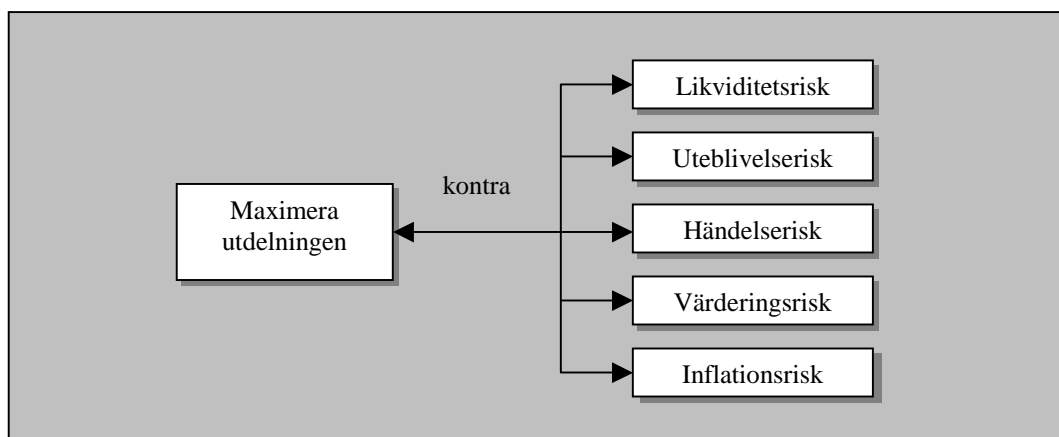 Likviditetsrisk
Uteblivelserisk
kontra
Maximera
utdelningen
Händelserisk
Värderingsrisk
Inflationsrisk